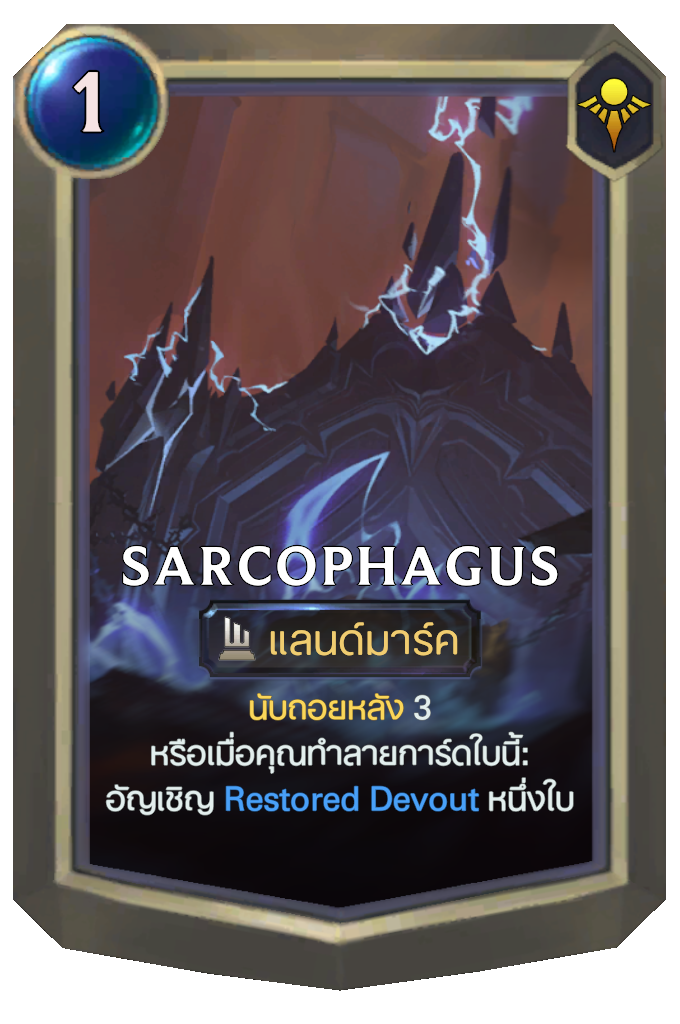 1
SARCOPHAGUS
แลนด์มาร์ค
นับถอยหลัง 3
หรือเมื่อคุณทำลายการ์ดใบนี้:
อัญเชิญ Restored Devout หนึ่งใบ